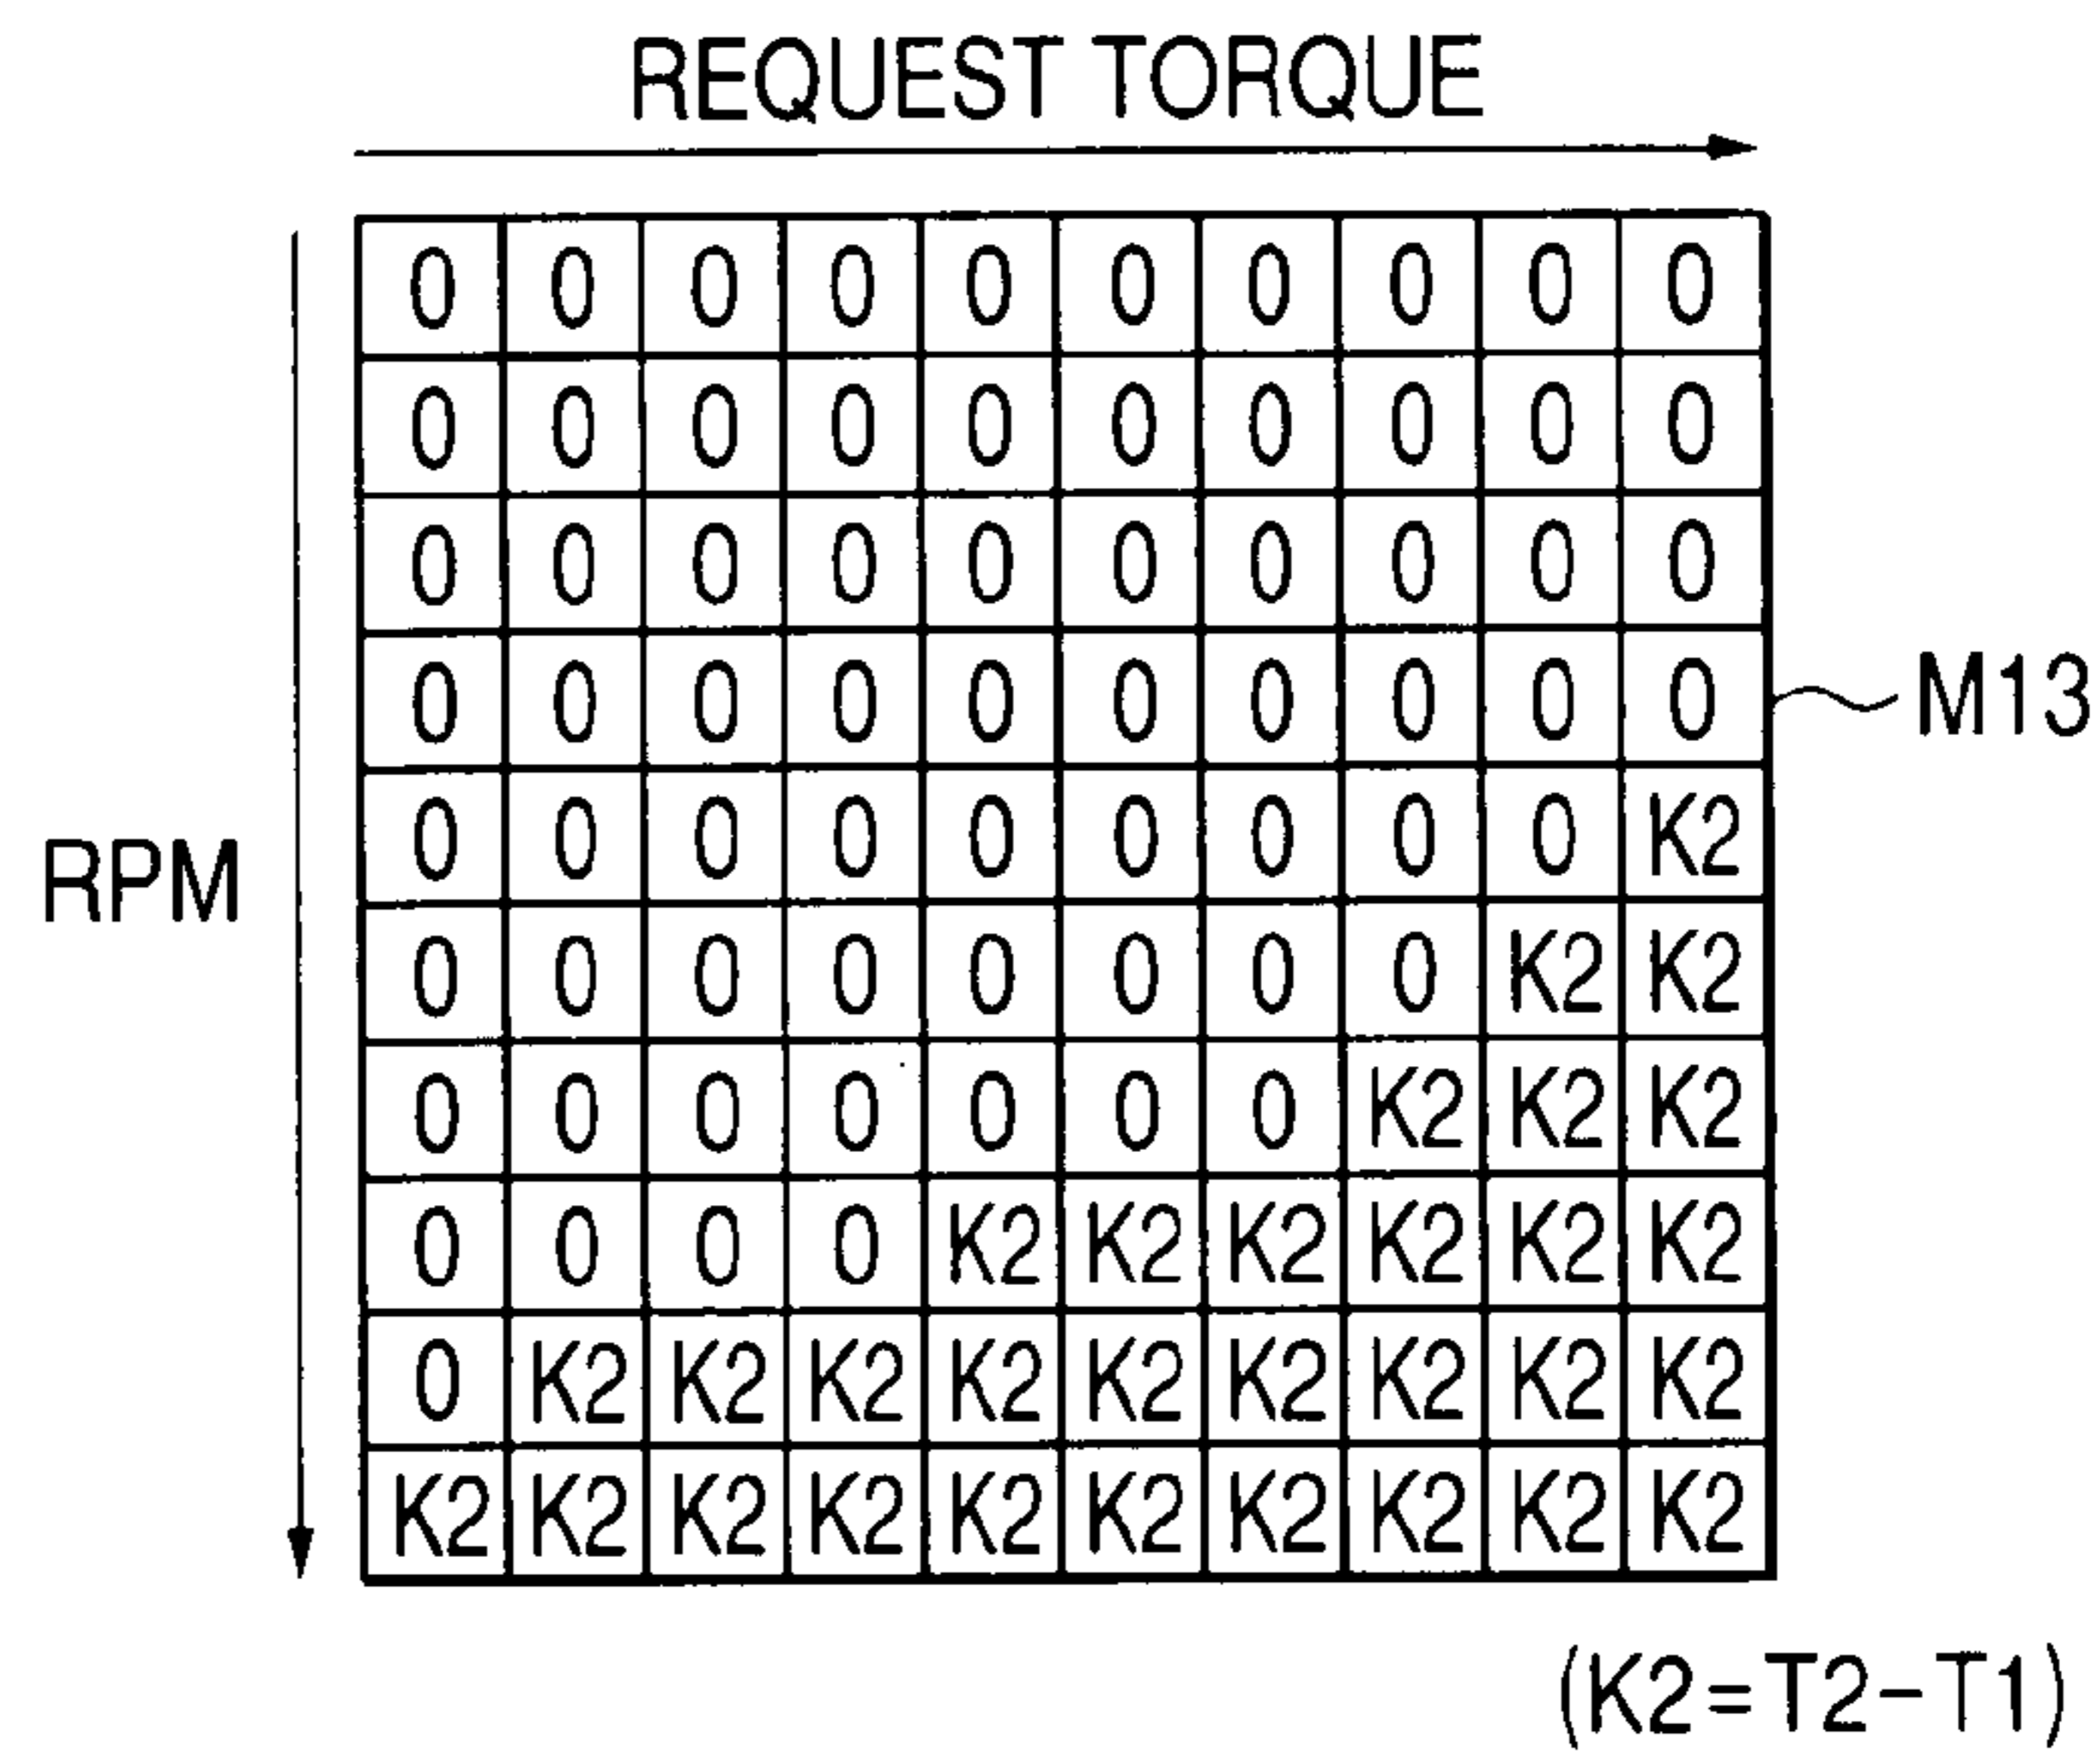 REQUEST TORQUE
0 0 0 0 0 0 0 0 0 0
0 0 0 0 0 0 0 0 0 0
0 0 0 0 0 0 0 0 0 0
0 0 0 0 0 0 0 0 0 0
M13
0 0 0 0 0 0 0 0 0 K2
RPM
0 0 0 0 0 0 0 0 K2 K2
0 0 0 0 0 0 0 K2 K2 K2
0 0 0 0 K2 K2 K2 K2 K2 K2
0 K2 K2 K2 K2 K2 K2 K2 K2 K2
K2 K2 K2 K2 K2 K2 K2 K2 K2 K2
(K2=T2-T1)